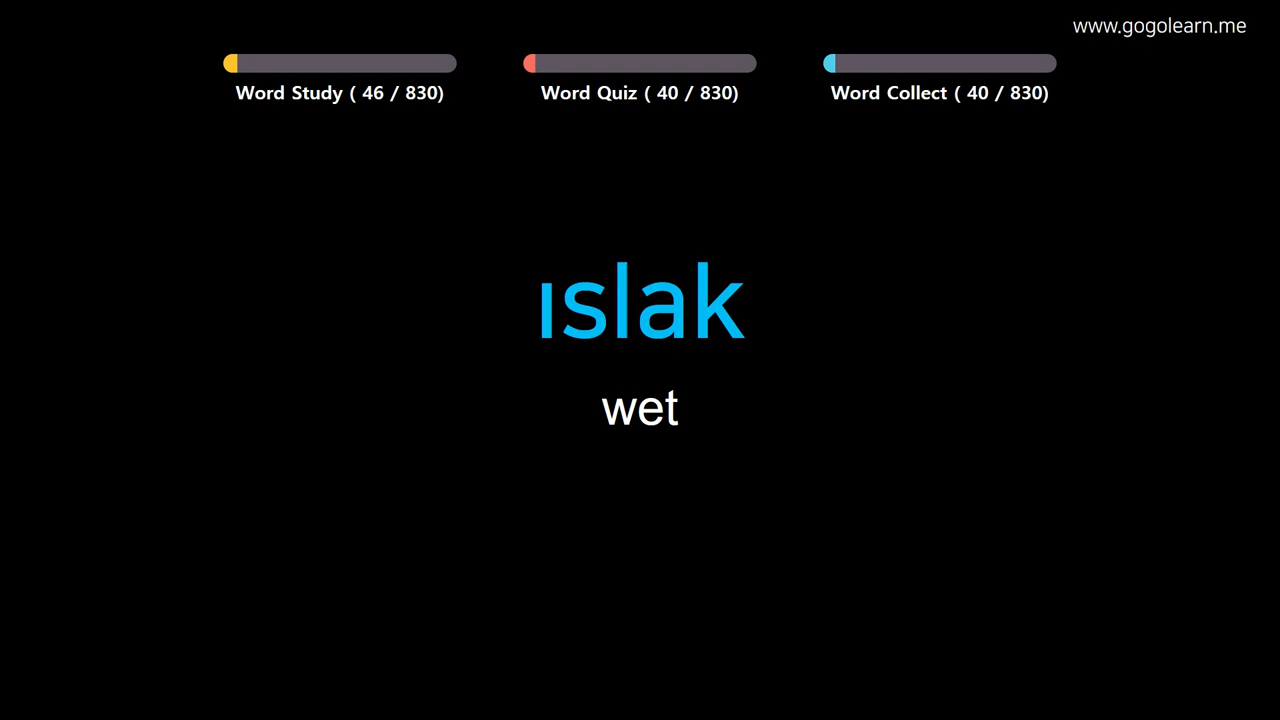 www.gogolearn.me
Word Study ( 46 / 830)
Word Quiz ( 40 / 830)
Word Collect ( 40 / 830)
ıslak
wet